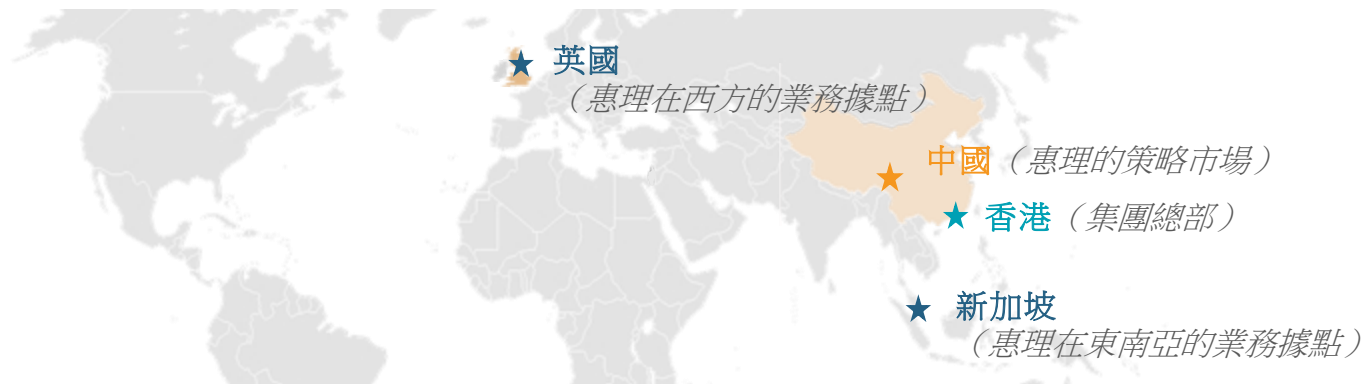 英國
（惠理在西方的業務據點）
中國（惠理的策略市場）
香港（集團總部）
新加坡
（惠理在東南亞的業務據點）